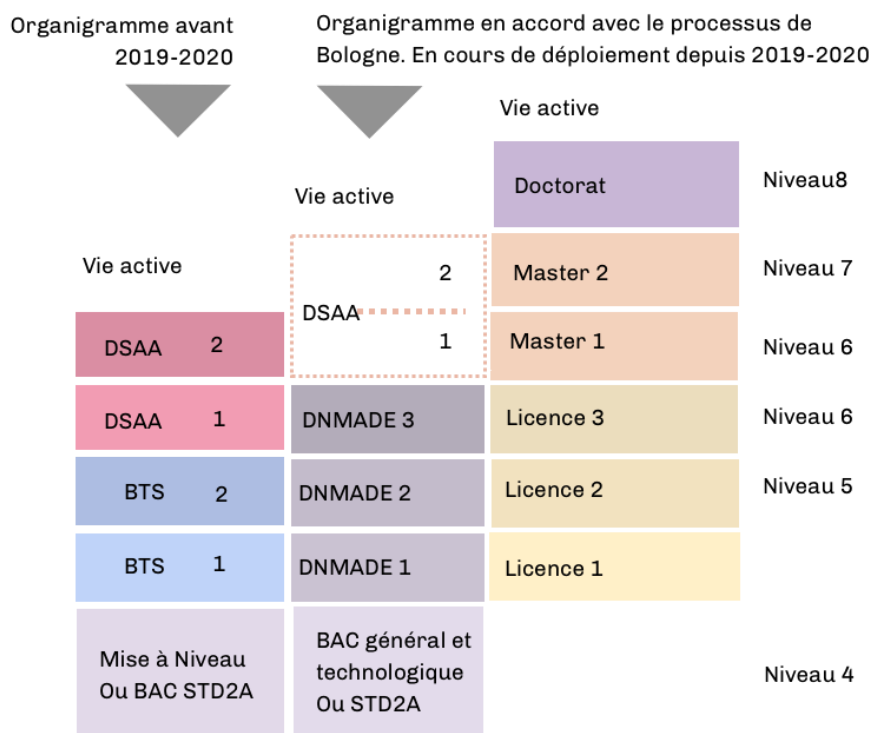 Organigramme avant
2019-2020
Organigramme en accord avec le processus de
Bologne. En cours de déploiement depuis 2019-2020
Vie active
Doctorat
Niveau8
Vie active
2
Master 2
Niveau 7
Vie active
DSAA
1
Master 1
Niveau 6
DSAA 2
DSAA 1
DNMADE 3
Licence 3
Niveau 6
BTS 2
DNMADE 2
Licence 2
Niveau 5
BTS 1
DNMADE 1
Licence 1
Mise à Niveau
Ou BAC STD2A
BAC général et
technologique
Ou STD2A
Niveau 4